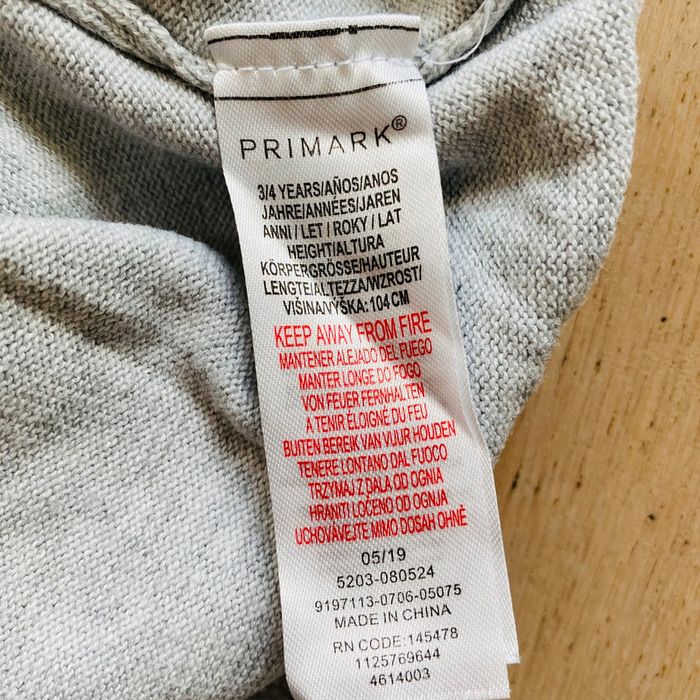 PRIMARK®
3/4 YEARS/AÑOS/ANOS
JAHRE/ANNÉES/JAREN
ANNI / LET / ROKY / LAT
HEIGHT/ALTURA
KÖRPERGRÖSSE/HAUTEUR
LENGTE/ALTEZZA/WZROST/
VIŠINA/VÝŠKA: 104 CM
KEEP AWAY FROM FIRE
MANTENER ALEJADO DEL FUEGO
MANTER LONGE DO FOGO
VON FEUER FERNHALTEN
À TENIR ÉLOIGNÉ DU FEU
BUITEN BEREIK VAN VUUR HOUDEN
TENERE LONTANO DAL FUOCO
TRZYMAJ Z DALA OD OGNIA
HRANITI LOČENO OD OGNJA
UCHOVÁVEJTE MIMO DOSAH OHNĚ
05/19
5203-080524
9197113-0706-05075
MADE IN CHINA
RN CODE: 145478
1125769644
4614003